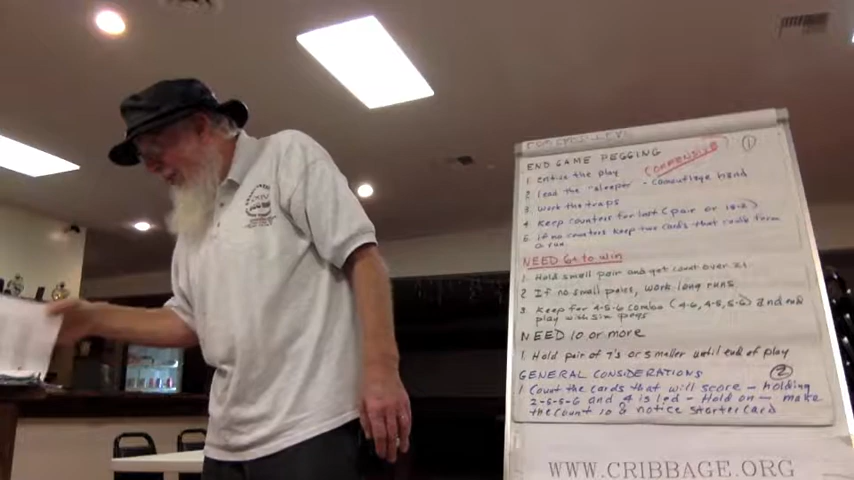 END GAME PEGGING (OFFENSIVE) 1
1 entice the play
2 lead the "sleeper" - camouflage hand
3 work the traps
4 Keep counters for last (pair or 15-2)
5 if no counters keep two cards that could form
a run
NEED 6+ to win
1 Hold small pair and get count over 21
2 If no small pairs, work long runs
3 Keep for 4-5-6 combo (4-6, 4-5, 5-6) and end
play with six pegs
NEED 10 or more
1 Hold pair of 7's or smaller until end of play
GENERAL CONSIDERATIONS 2
1 Count the cards that will score - holding
2-5-5-6 and 4 is led - Hold on - make
the count 10 & notice starter card
WWW.CRIBBAGE.ORG